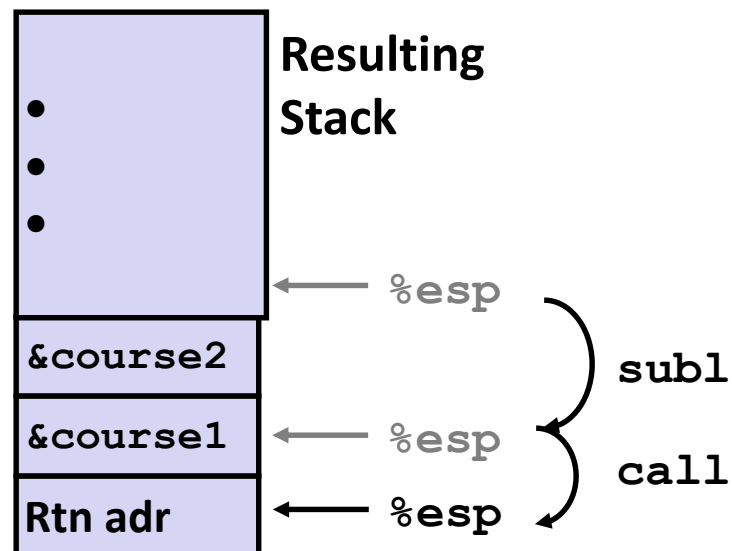 Resulting
Stack
%esp
&course2
subl
&course1
%esp
call
Rtn adr
%esp